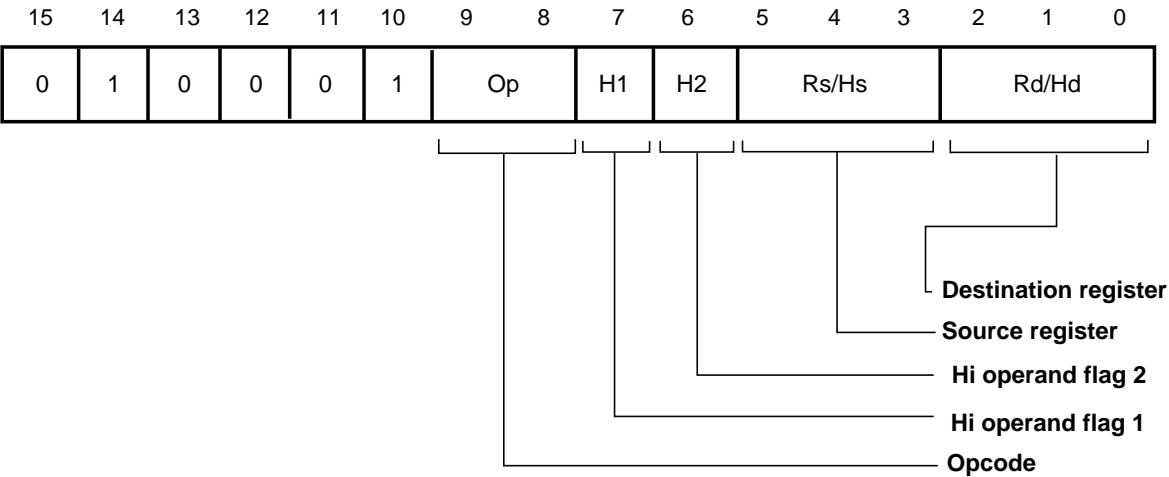 15 14 13 12 11 10 9 8 7 6 5 4 3 2 1 0
0 1 0 0 0 1 Op H1 H2 Rs/Hs Rd/Hd
Destination register
Source register
Hi operand flag 2
Hi operand flag 1
Opcode